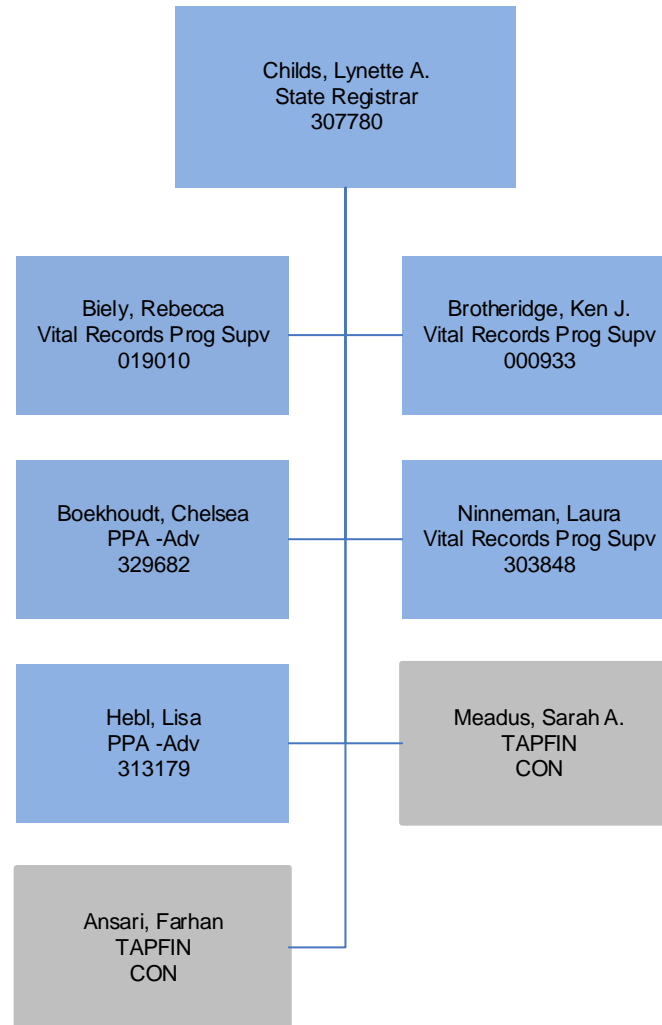 Childs, Lynette A.
State Registrar
307780
Biely, Rebecca
Vital Records Prog Supv
019010
Brotheridge, Ken J.
Vital Records Prog Supv
000933
Boekhoudt, Chelsea
PPA -Adv
329682
Ninneman, Laura
Vital Records Prog Supv
303848
Hebl, Lisa
PPA -Adv
313179
Meadus, Sarah A.
TAPFIN
CON
Ansari, Farhan
TAPFIN
CON